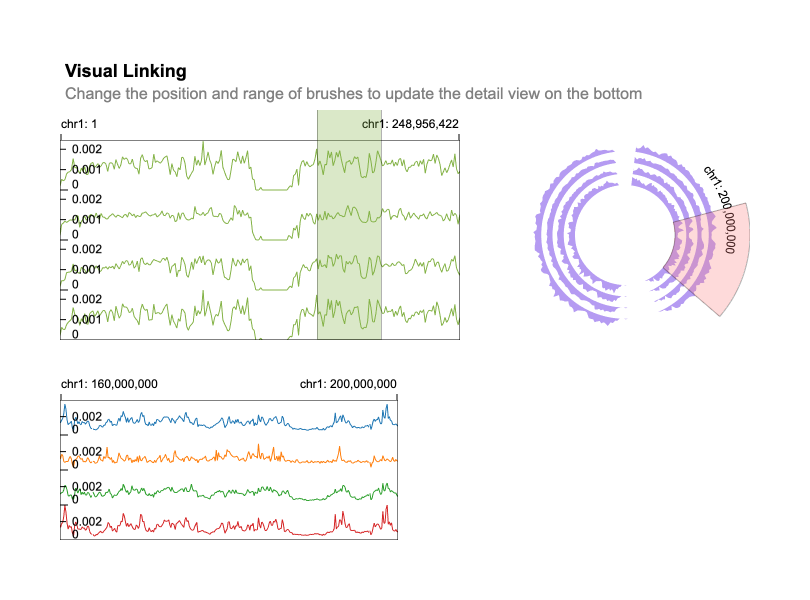 Visual Linking
Change the position and range of brushes to update the detail view on the bottom
chr1: 1
chr1: 248,956,422
0.002
0.001
0
0.002
0.001
0
0.002
0.001
0
0.002
0.001
0
chr1: 200,000,000
chr1: 160,000,000
chr1: 200,000,000
0.002
0
0.002
0
0.002
0
0.002
0